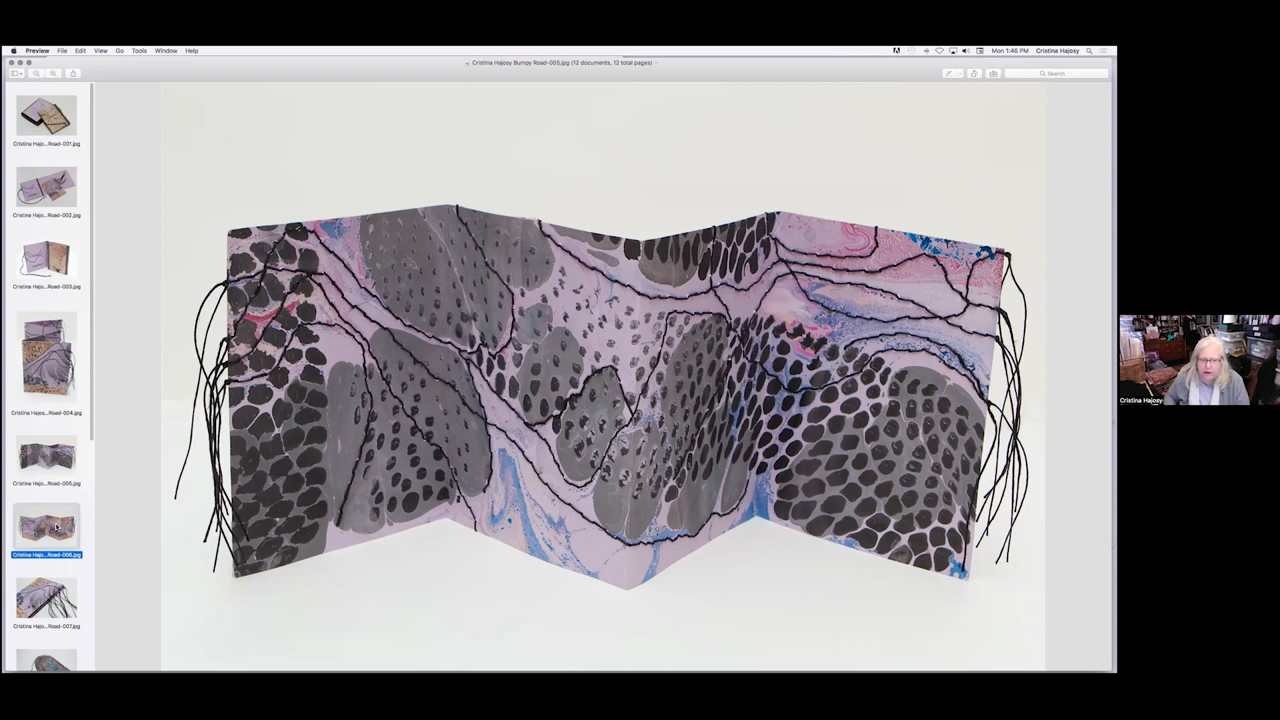 Preview File Edit View Go Tools Window Help
Mon 1:46 PM Cristina Hajosy
Cristina Hajosy Bumpy Road-005.jpg (12 documents, 12 total pages)
Search
Cristina Hajo...Road-001.jpg
Cristina Hajo...Road-002.jpg
Cristina Hajo...Road-003.jpg
Cristina Hajos...Road-004.jpg
Cristina Hajo...Road-005.jpg
Cristina Hajo...Road-006.jpg
Cristina Hajo...Road-007.jpg
Cristina Hajosy